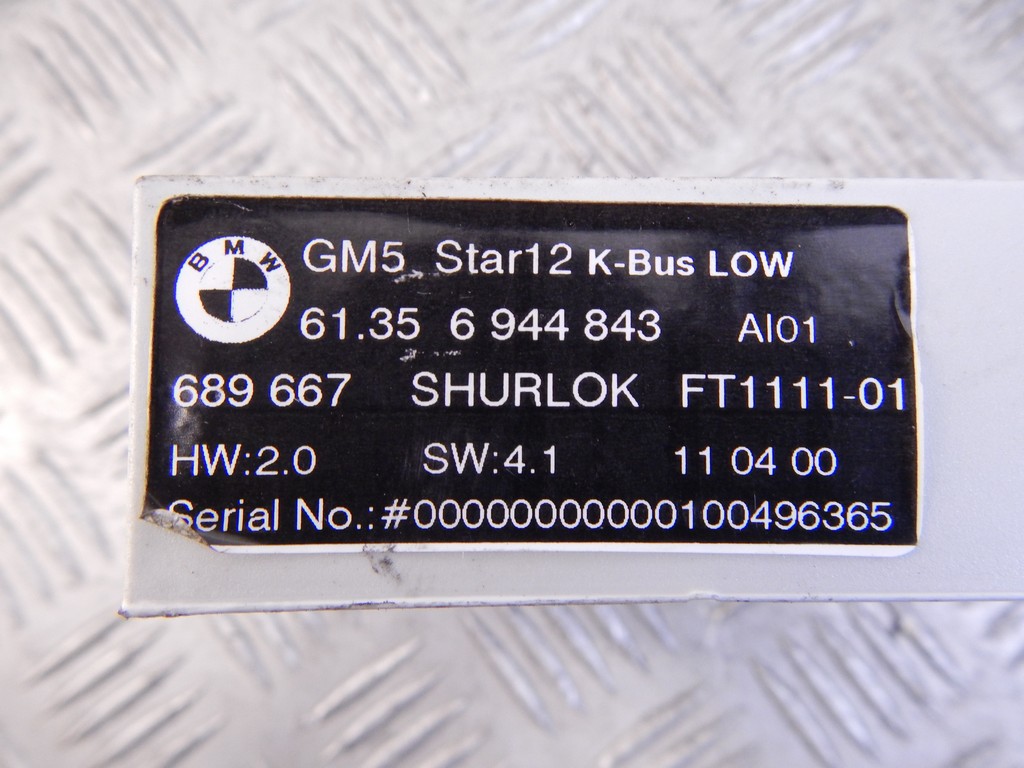 BMW
GM5 Star12 K-Bus LOW
61.35 6 944 843 AI01
689 667 SHURLOK FT1111-01
HW:2.0 SW:4.1 11 04 00
Serial No.: #00000000000100496365